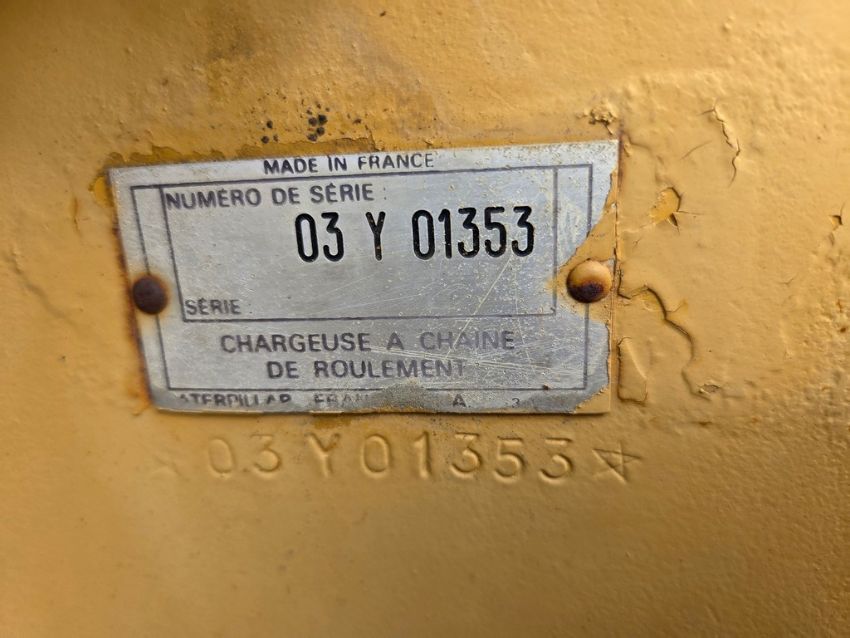 MADE IN FRANCE
NUMÉRO DE SÉRIE :
03 Y 01353
SÉRIE
CHARGEUSE A CHAINE
DE ROULEMENT
03Y01353